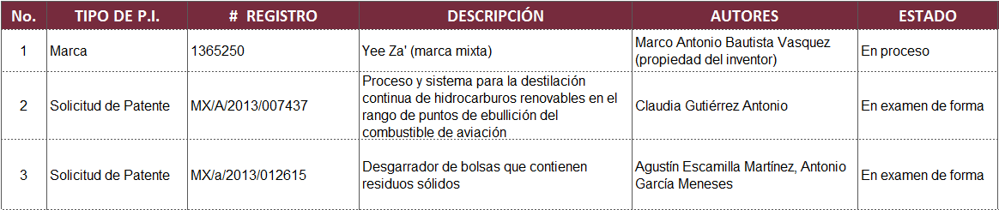 No. TIPO DE P.I. # REGISTRO DESCRIPCIÓN AUTORES ESTADO
1 Marca 1365250 Yee Za' (marca mixta) Marco Antonio Bautista Vasquez
(propiedad del inventor) En proceso
2 Solicitud de Patente MX/A/2013/007437 Proceso y sistema para la destilación
continua de hidrocarburos renovables en el
rango de puntos de ebullición del
combustible de aviación Claudia Gutiérrez Antonio En examen de forma
3 Solicitud de Patente MX/a/2013/012615 Desgarrador de bolsas que contienen
residuos sólidos Agustín Escamilla Martínez, Antonio
García Meneses En examen de forma